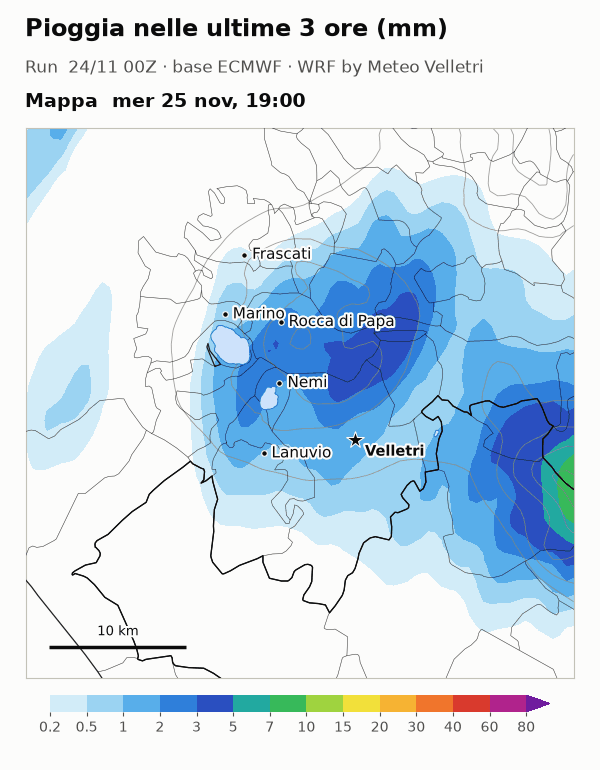 Pioggia nelle ultime 3 ore (mm)
Run  24/11 00Z · base ECMWF · WRF by Meteo Velletri
Mappa  mer 25 nov, 19:00
Frascati
Marino
Rocca di Papa
Nemi
Velletri
Lanuvio
10 km
0.2 0.5 1 2 3 5 7 10 15 20 30 40 60 80